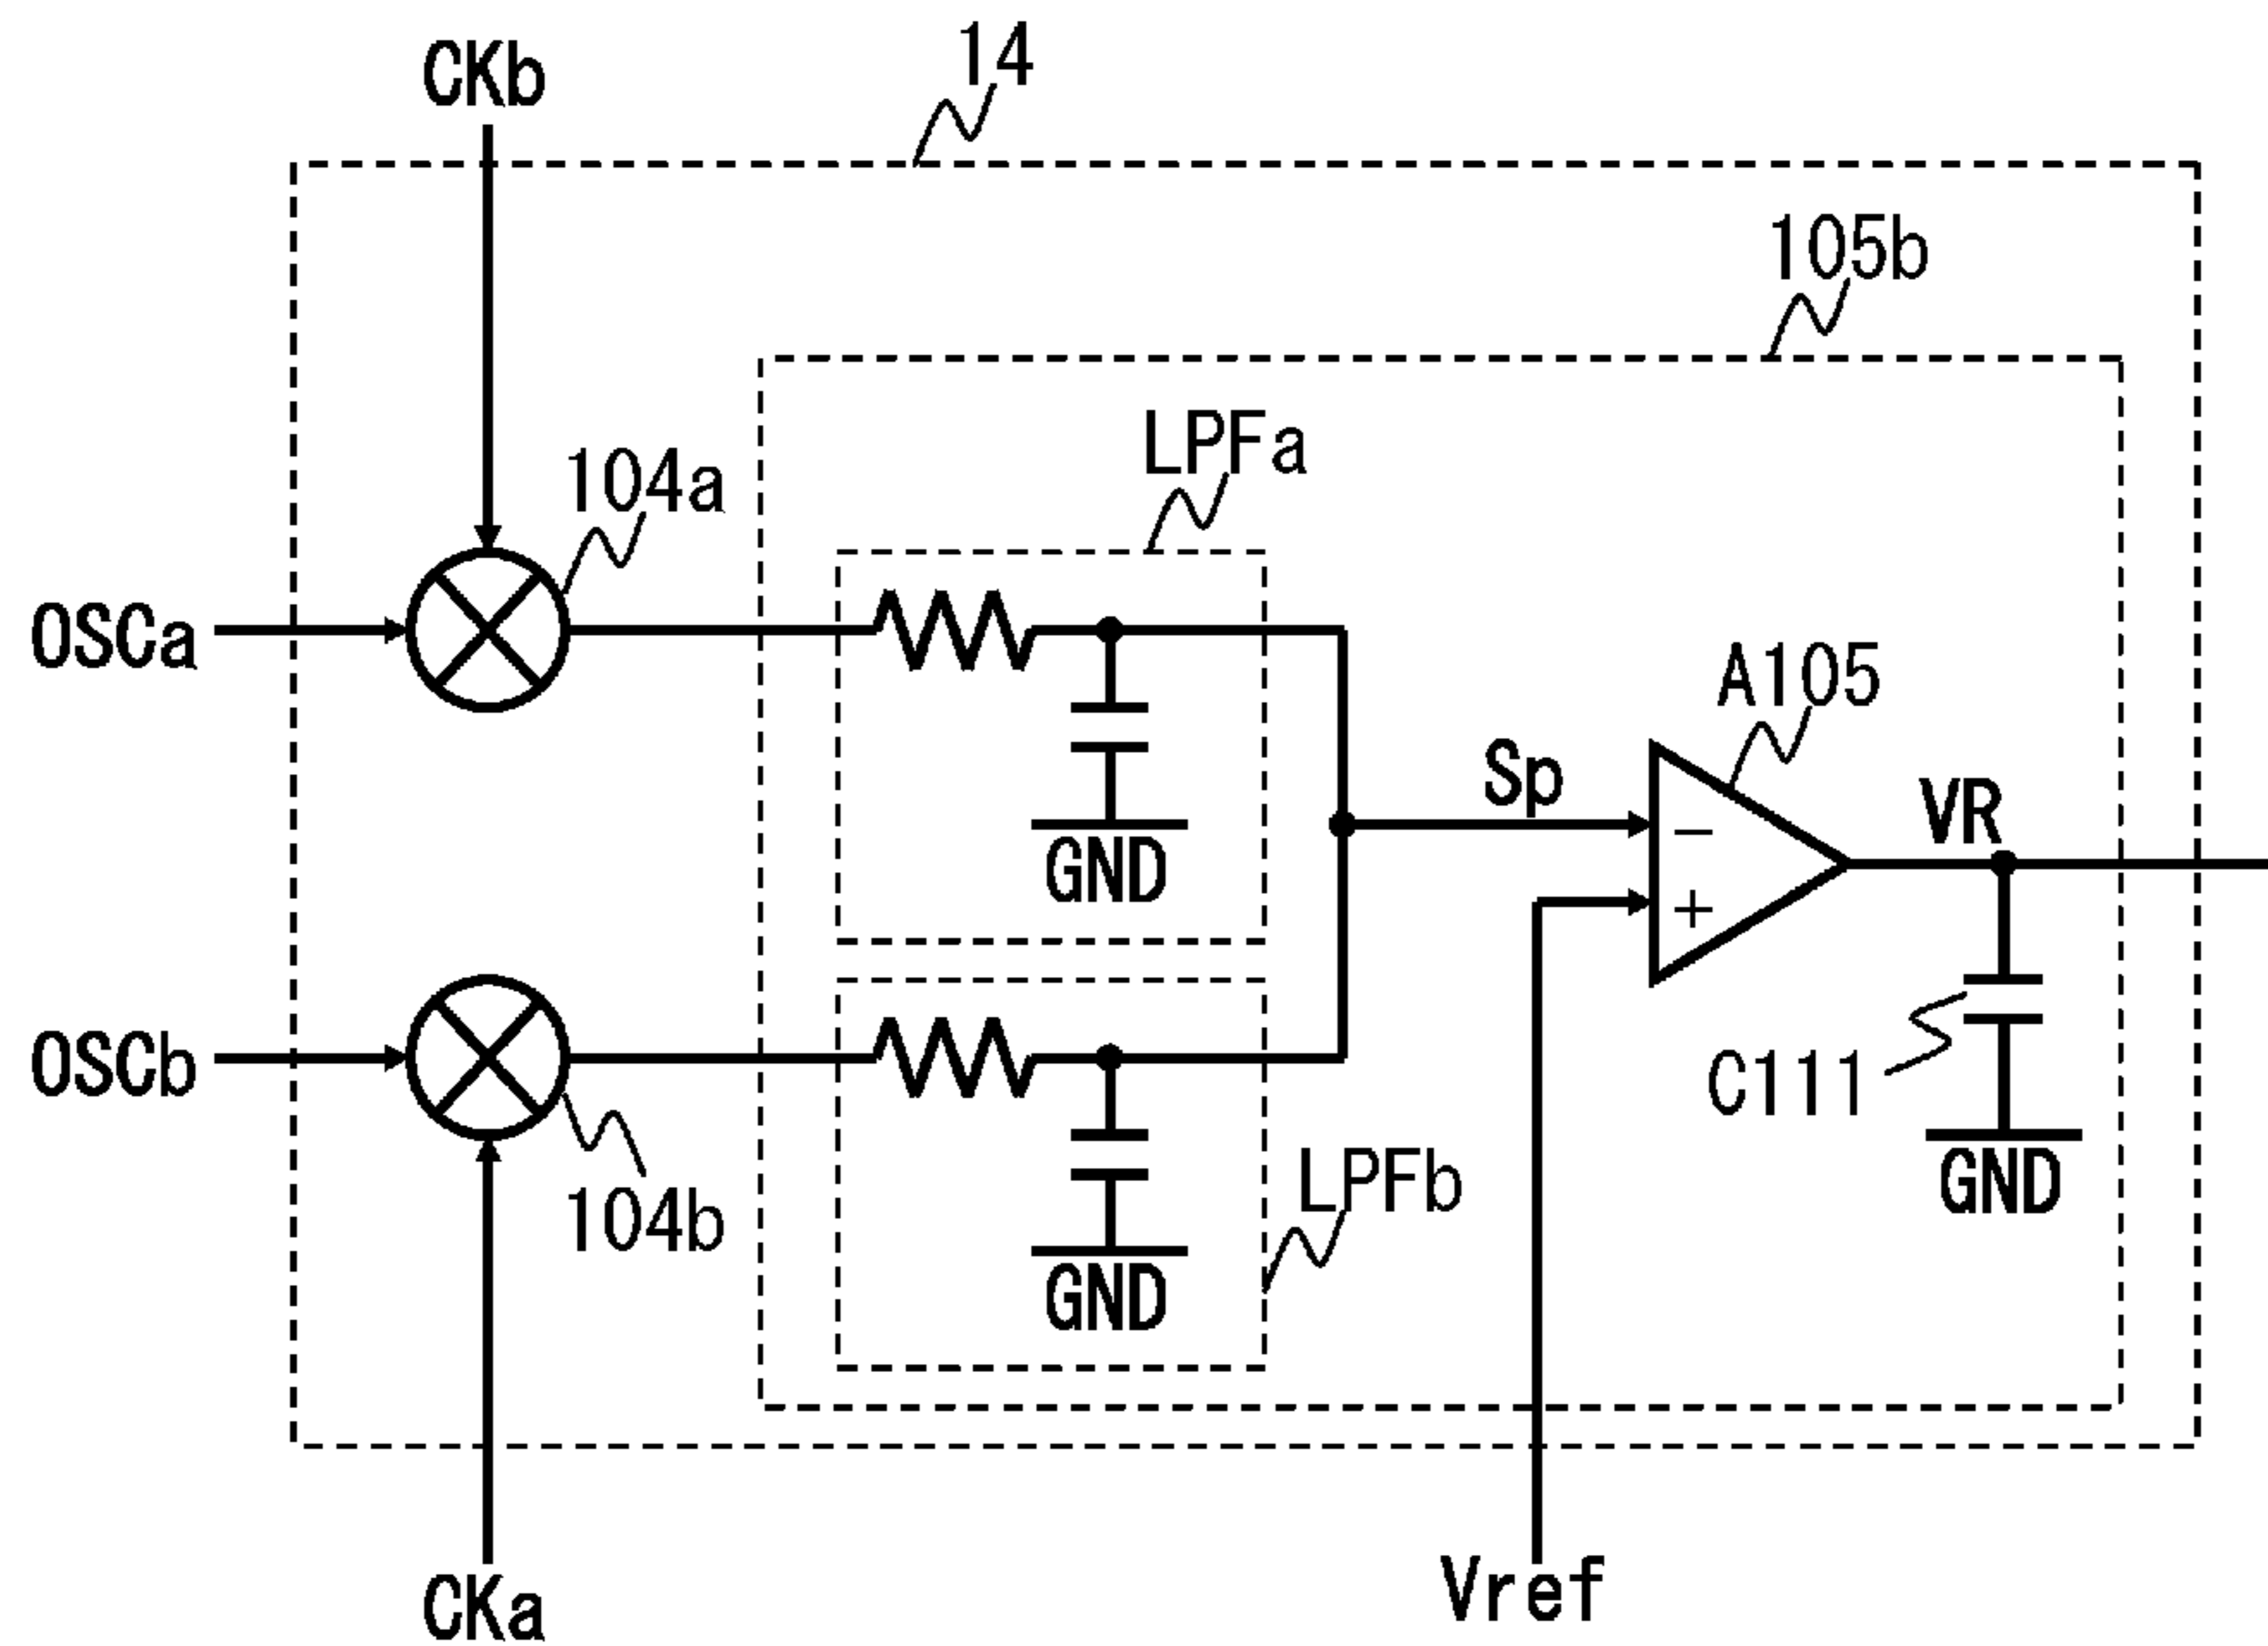 14
CKb
105b
LPFa
104a
OSCa
A105
Sp
VR
−
GND
+
OSCb
C111
LPFb
104b
GND
GND
Vref
CKa